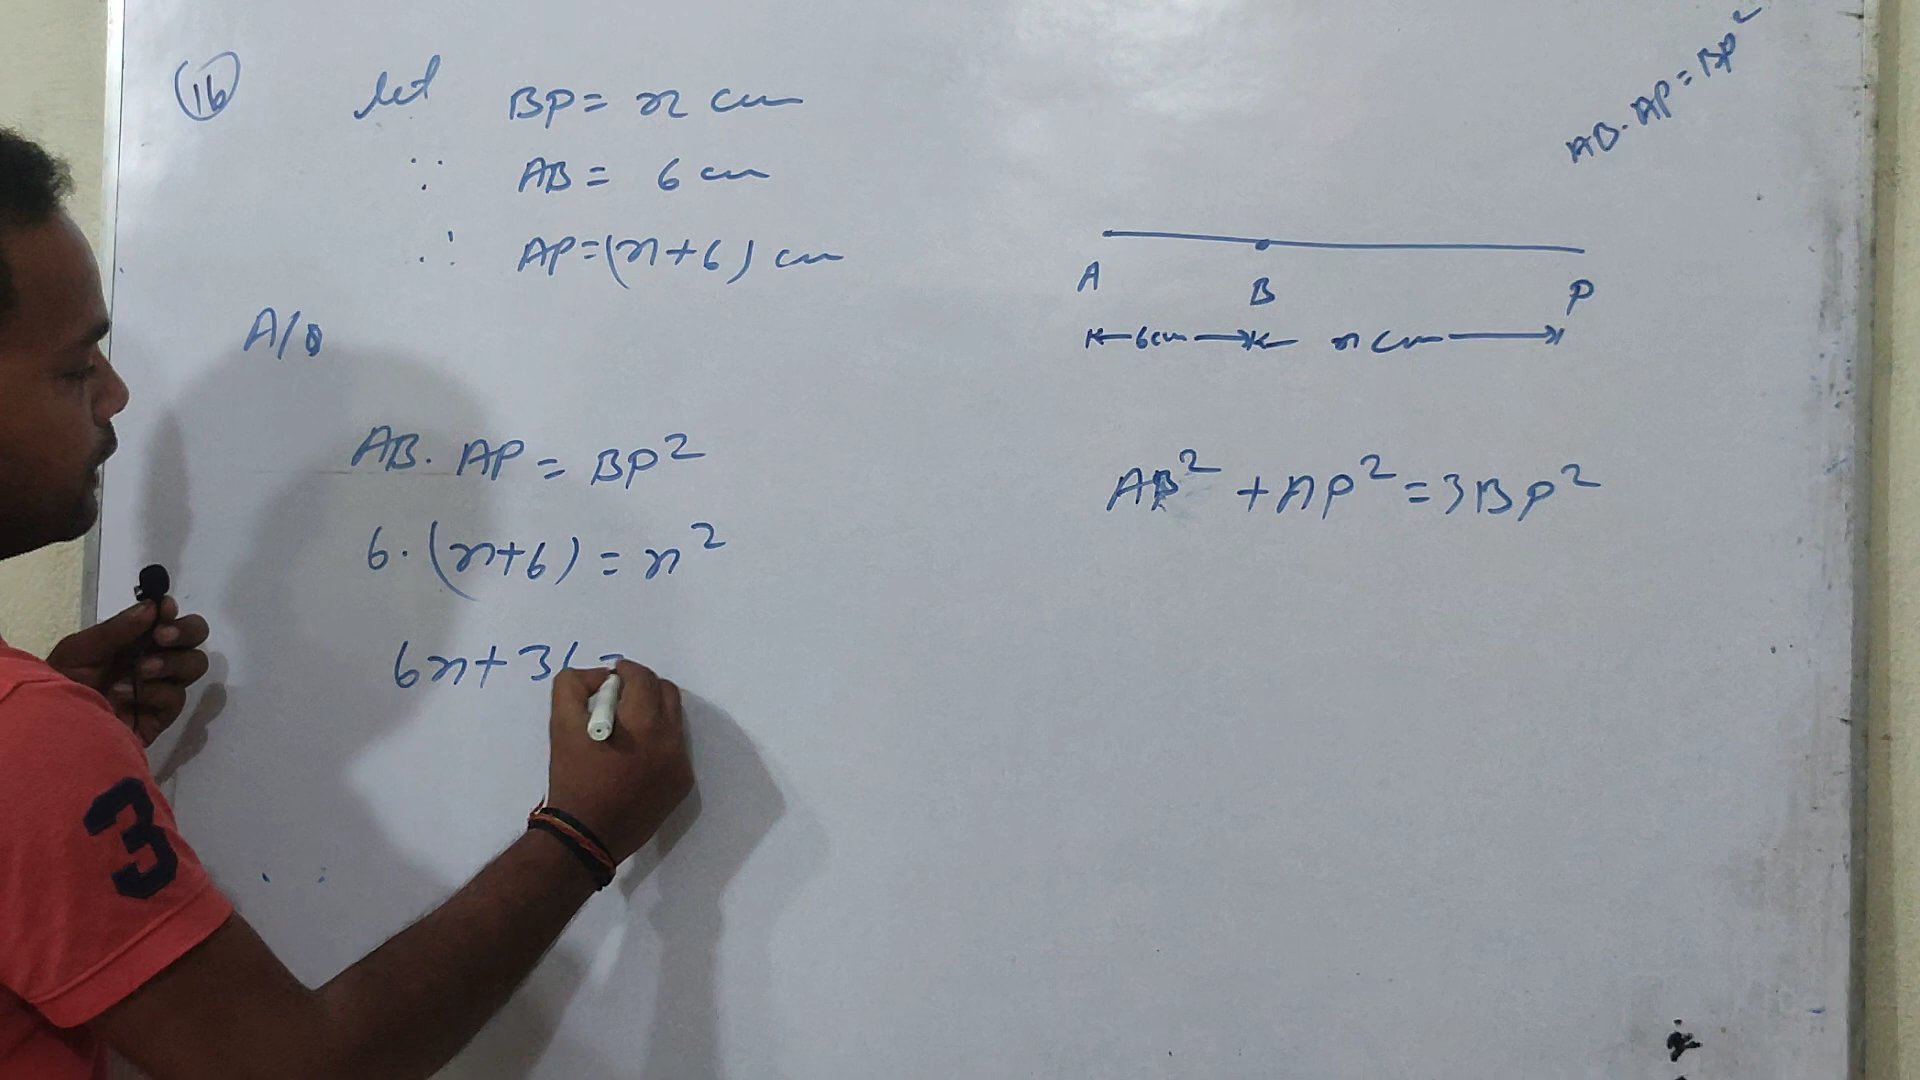 (16) let BP = x cm
∵ AB = 6 cm
∴ AP = (x+6) cm
A/Q
AB. AP = BP²
6. (x+6) = x²
6x + 36 =
AB. AP = BP²
A B P
6cm x cm
AB² + AP² = 3BP²
3